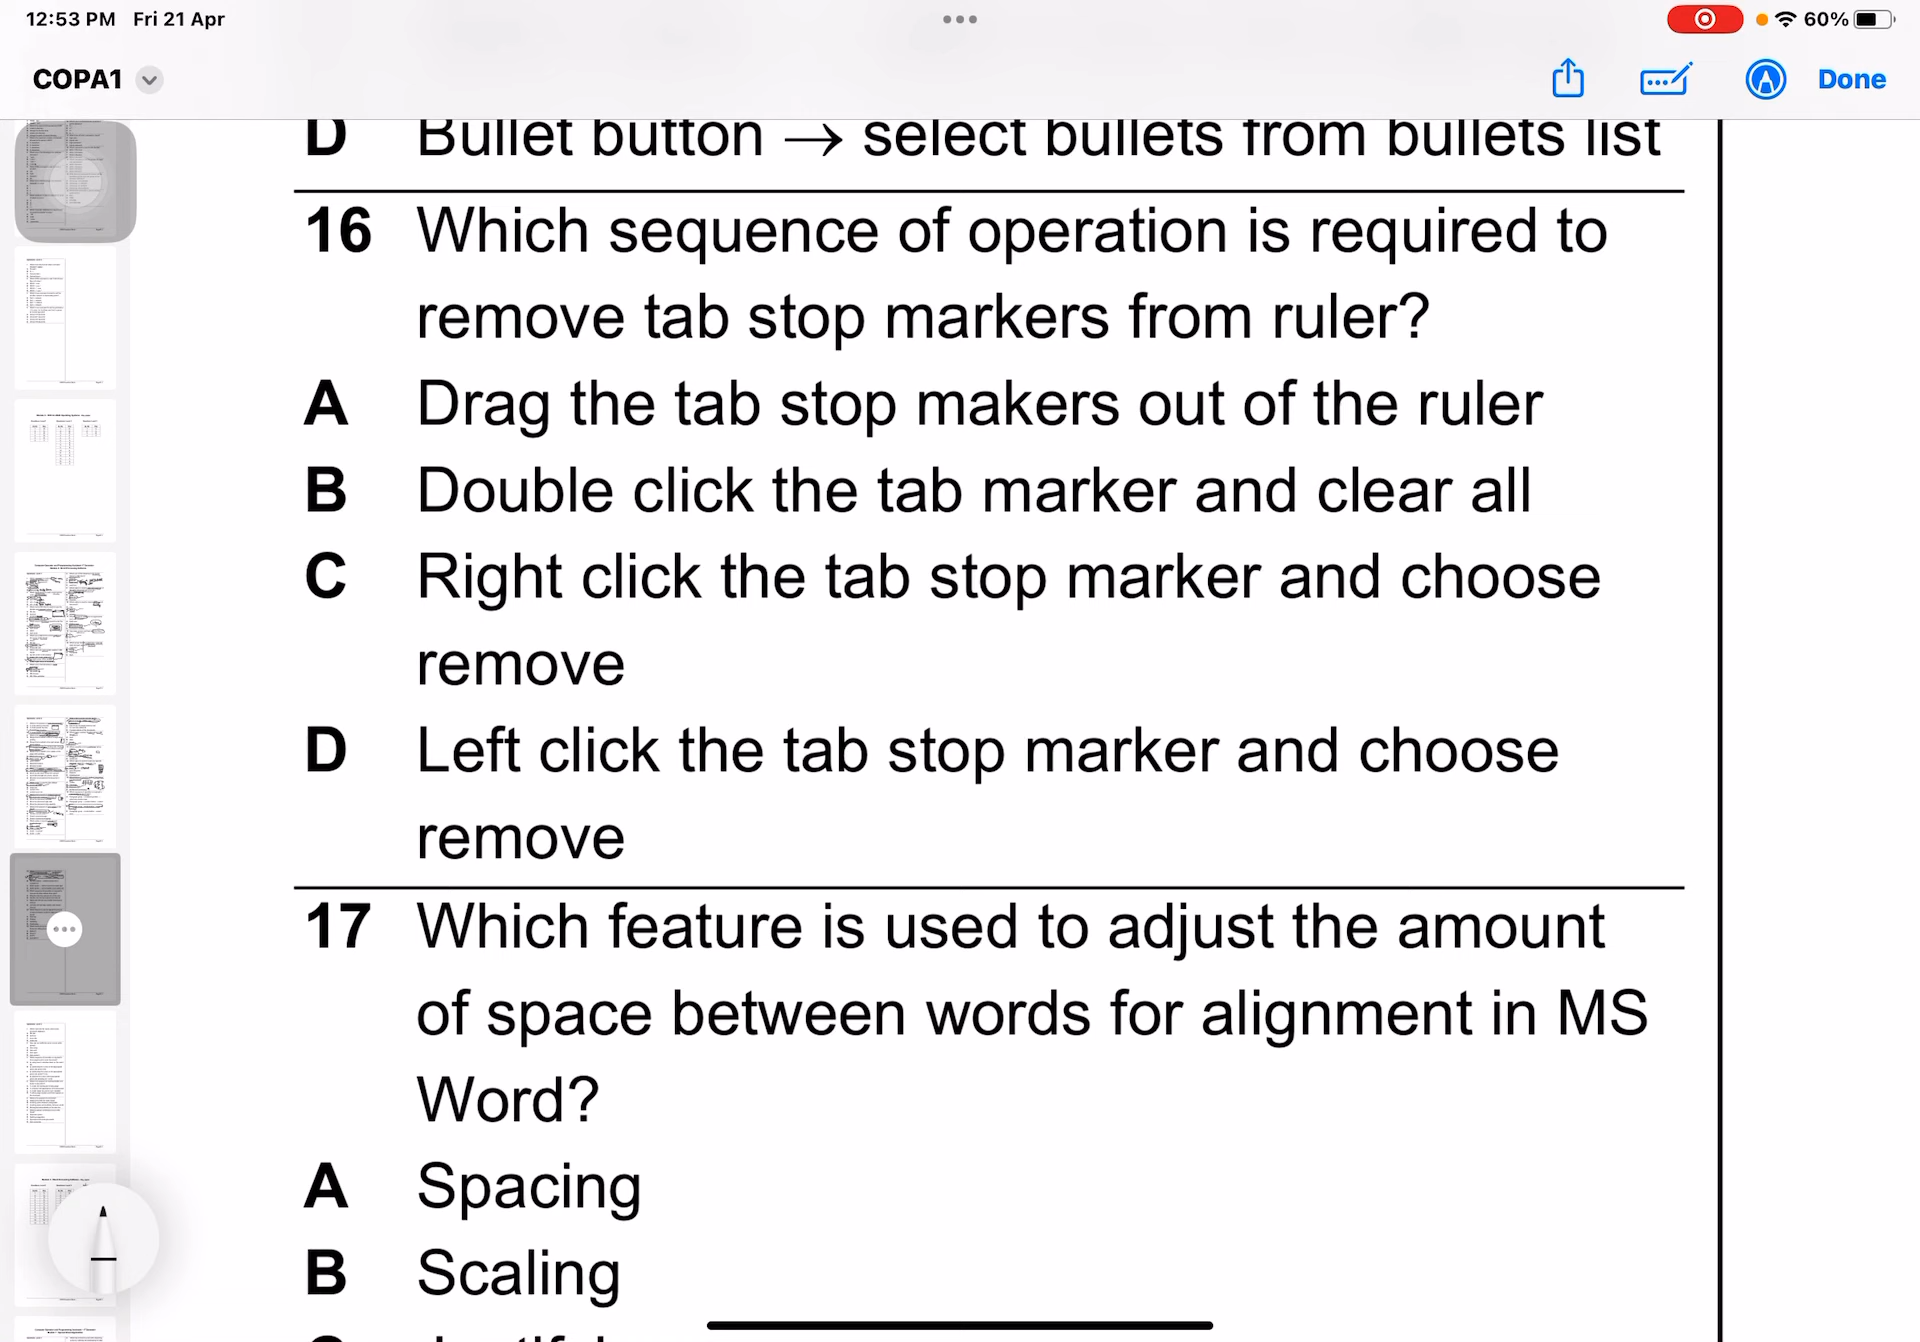 12:53 PM Fri 21 Apr
60%
COPA1
Done
D Bullet button → select bullets from bullets list
16 Which sequence of operation is required to
remove tab stop markers from ruler?
A Drag the tab stop makers out of the ruler
B Double click the tab marker and clear all
C Right click the tab stop marker and choose
remove
D Left click the tab stop marker and choose
remove
17 Which feature is used to adjust the amount
of space between words for alignment in MS
Word?
A Spacing
B Scaling